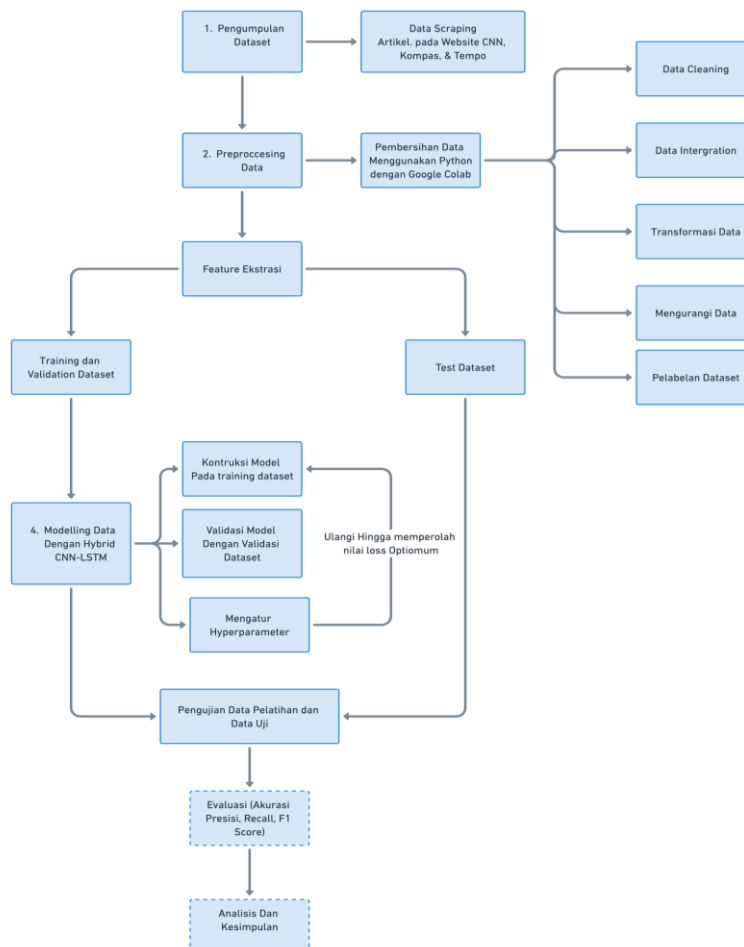 1. Pengumpulan
Dataset
Data Scraping
Artikel. pada Website CNN,
Kompas, & Tempo
Data Cleaning
2. Preproccesing
Data
Pembersihan Data
Menggunakan Python
dengan Google Colab
Data Intergration
Transformasi Data
Feature Ekstrasi
Mengurangi Data
Training dan
Validation Dataset
Test Dataset
Pelabelan Dataset
Kontruksi Model
Pada training dataset
4. Modelling Data
Dengan Hybrid
CNN-LSTM
Validasi Model
Dengan Validasi
Dataset
Ulangi Hingga memperolah
nilai loss Optiomum
Mengatur
Hyperparameter
Pengujian Data Pelatihan dan
Data Uji
Evaluasi (Akurasi
Presisi, Recall, F1
Score)
Analisis Dan
Kesimpulan